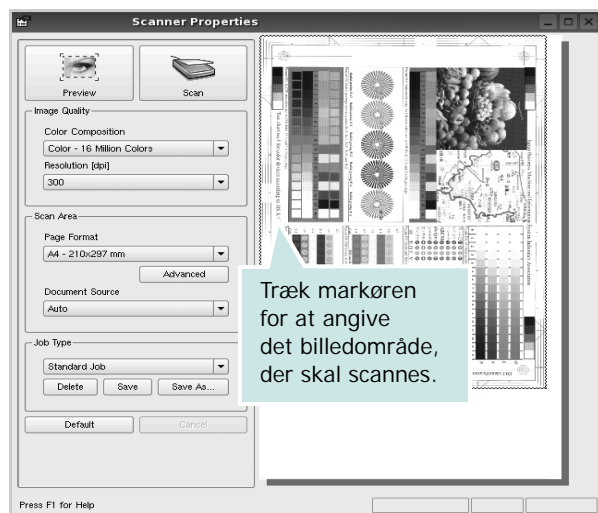 Scanner Properties
Preview
Scan
Image Quality
Color Composition
Color - 16 Million Colors
Resolution [dpi]
300
Scan Area
Page Format
A4 - 210x297 mm
Advanced
Document Source
Auto
Job Type
Standard Job
Delete
Save
Save As...
Default
Cancel
Træk markøren
for at angive
det billedområde,
der skal scannes.
Press F1 for Help